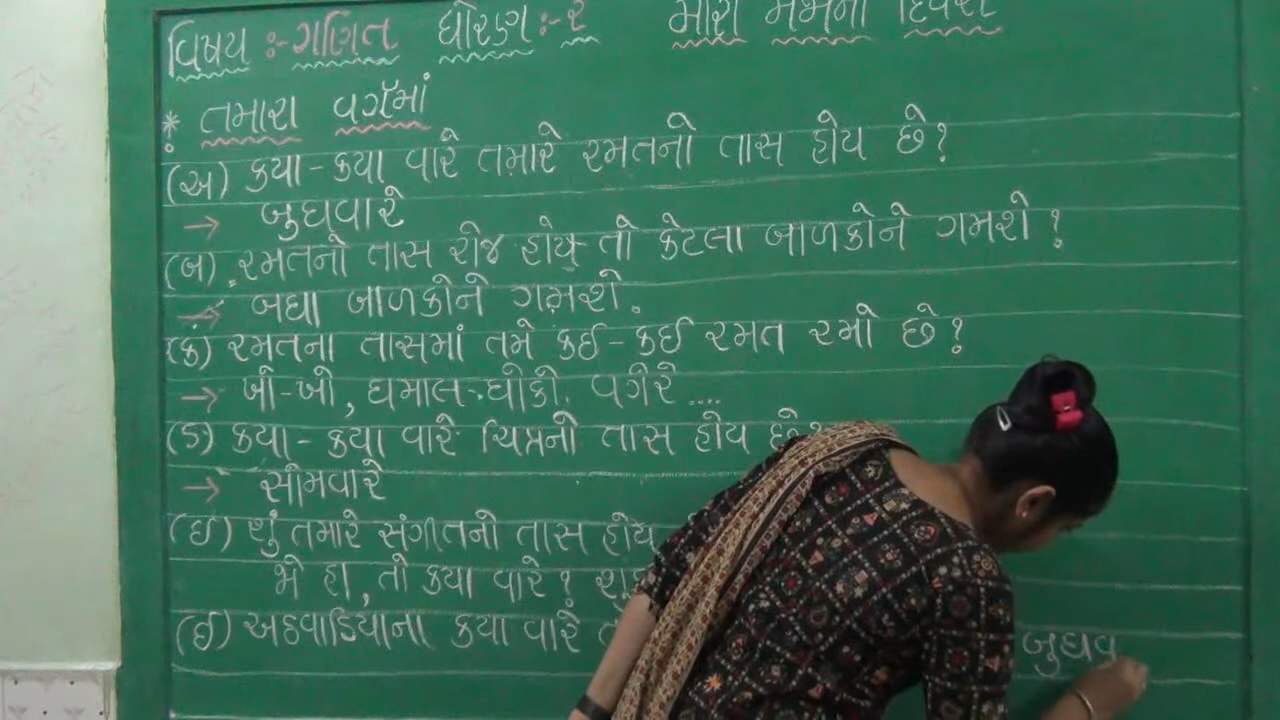 વિષય :- ગણિત ધોરણ :- ૨ મારી મજાનો દિવસ
* તમારા વર્ગમાં
(અ) કયા - કયા વારે તમારે રમતનો તાસ હોય છે?
→ બુધવારે
(બ) રમતનો તાસ રોજ હોય તો કેટલા બાળકોને ગમશે?
→ બધા બાળકોને ગમશે.
(ક) રમતના તાસમાં તમે કઈ - કઈ રમત રમો છે?
→ ખો-ખો, ધમાલ-ધોકો. વગેરે ....
(ડ) કયા - કયા વારે ચિત્રનો તાસ હોય છે?
→ સોમવારે
(ઇ) શું તમારે સંગીતનો તાસ હોય
જો હા, તો કયા વારે?
(ઈ) અઠવાડિયાના કયા વારે બુધવ